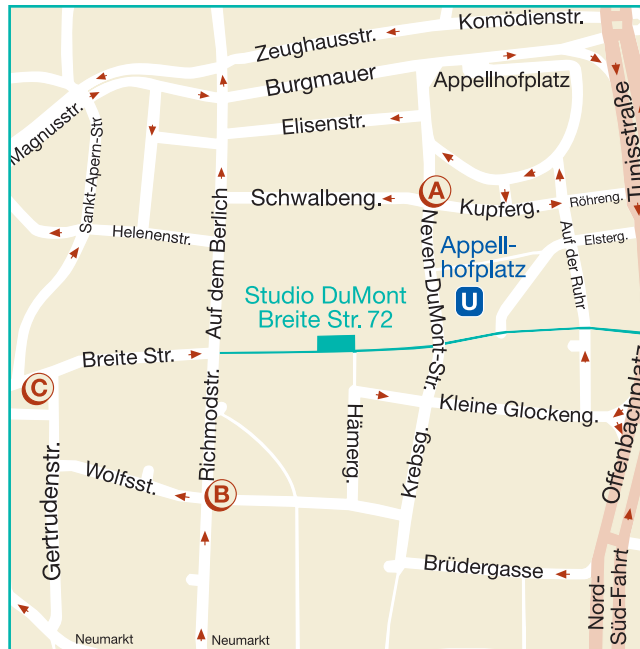 Komödienstr.
Zeughausstr.
Burgmauer
Appellhofplatz
Tunisstraße
Magnusstr.
Sankt-Apern-Str
Elisenstr.
A
Schwalbeng.
Kupferg.
Röhreng.
Helenenstr.
Auf dem Berlich
Neven-DuMont-Str.
Appell-
hofplatz
U
Auf der Ruhr
Elsterg.
Studio DuMont
Breite Str. 72
Breite Str.
C
Richmodstr.
Hämerg.
Kleine Glockeng.
Offenbachplatz
Gertrudenstr.
Wolfsst.
B
Krebsg.
Brüdergasse
Nord-
Süd-Fahrt
Neumarkt
Neumarkt